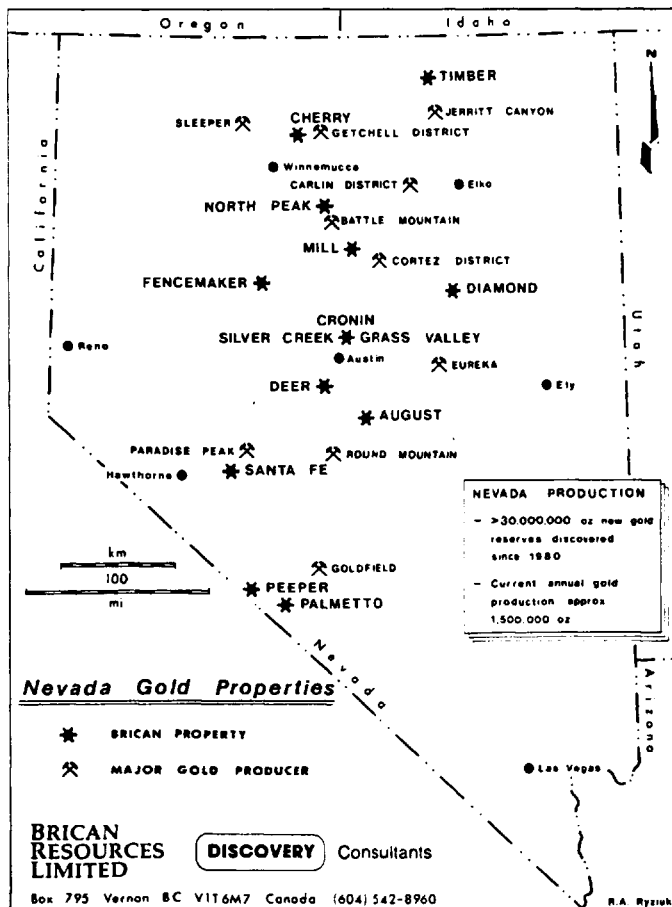 Oregon Idaho
N
TIMBER
JERRITT CANYON
SLEEPER
CHERRY
GETCHELL DISTRICT
Winnemucca
CARLIN DISTRICT
Elko
NORTH PEAK
BATTLE MOUNTAIN
California
MILL
CORTEZ DISTRICT
FENCEMAKER
DIAMOND
CRONIN
SILVER CREEK GRASS VALLEY
Utah
Reno
Austin
EUREKA
DEER
Ely
AUGUST
PARADISE PEAK
ROUND MOUNTAIN
Hawthorne
SANTA FE
NEVADA PRODUCTION
- >30.000.000 oz new gold
reserves discovered
since 1980
- Current annual gold
production approx
1,500.000 oz
km
100
mi
GOLDFIELD
PEEPER
PALMETTO
Nevada
Arizona
Nevada Gold Properties
BRICAN PROPERTY
MAJOR GOLD PRODUCER
Las Vegas
BRICAN
RESOURCES
LIMITED
DISCOVERY Consultants
Box 795 Vernon BC V1T6M7 Canada (604) 542-8960
R.A.